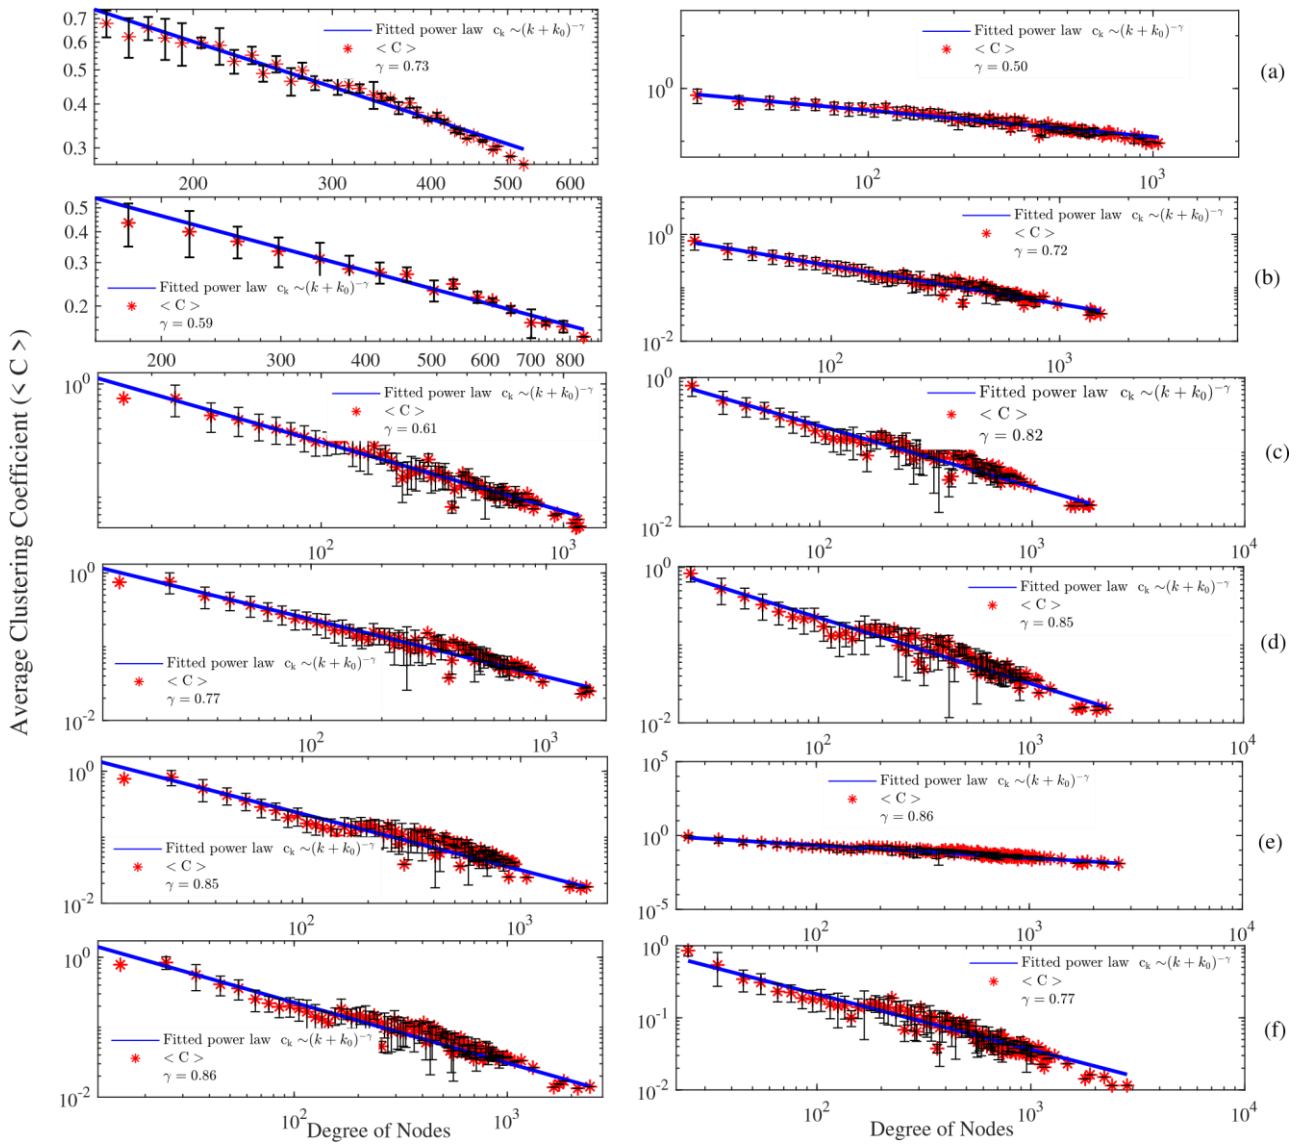 Average Clustering Coefficient (< C >)
0.7
0.6
0.5
0.4
0.3
200 300 400 500 600
Fitted power law c_k ∼(k + k_0)^{−γ}
< C >
γ = 0.73
10^0
10^2 10^3
Fitted power law c_k ∼(k + k_0)^{−γ}
< C >
γ = 0.50
(a)
0.5
0.4
0.3
0.2
200 300 400 500 600 700 800
Fitted power law c_k ∼(k + k_0)^{−γ}
< C >
γ = 0.59
10^0
10^{-2}
10^2 10^3
Fitted power law c_k ∼(k + k_0)^{−γ}
< C >
γ = 0.72
(b)
10^0
10^2 10^3
Fitted power law c_k ∼(k + k_0)^{−γ}
< C >
γ = 0.61
10^0
10^{-2}
10^2 10^3 10^4
Fitted power law c_k ∼(k + k_0)^{−γ}
< C >
γ = 0.82
(c)
10^0
10^{-2}
10^2 10^3
Fitted power law c_k ∼(k + k_0)^{−γ}
< C >
γ = 0.77
10^0
10^{-2}
10^2 10^3 10^4
Fitted power law c_k ∼(k + k_0)^{−γ}
< C >
γ = 0.85
(d)
10^0
10^{-2}
10^2 10^3
Fitted power law c_k ∼(k + k_0)^{−γ}
< C >
γ = 0.85
10^5
10^0
10^{-5}
10^2 10^3 10^4
Fitted power law c_k ∼(k + k_0)^{−γ}
< C >
γ = 0.86
(e)
10^0
10^{-2}
10^2 10^3
Fitted power law c_k ∼(k + k_0)^{−γ}
< C >
γ = 0.86
Degree of Nodes
10^0
10^{-1}
10^{-2}
10^2 10^3 10^4
Fitted power law c_k ∼(k + k_0)^{−γ}
< C >
γ = 0.77
(f)
Degree of Nodes